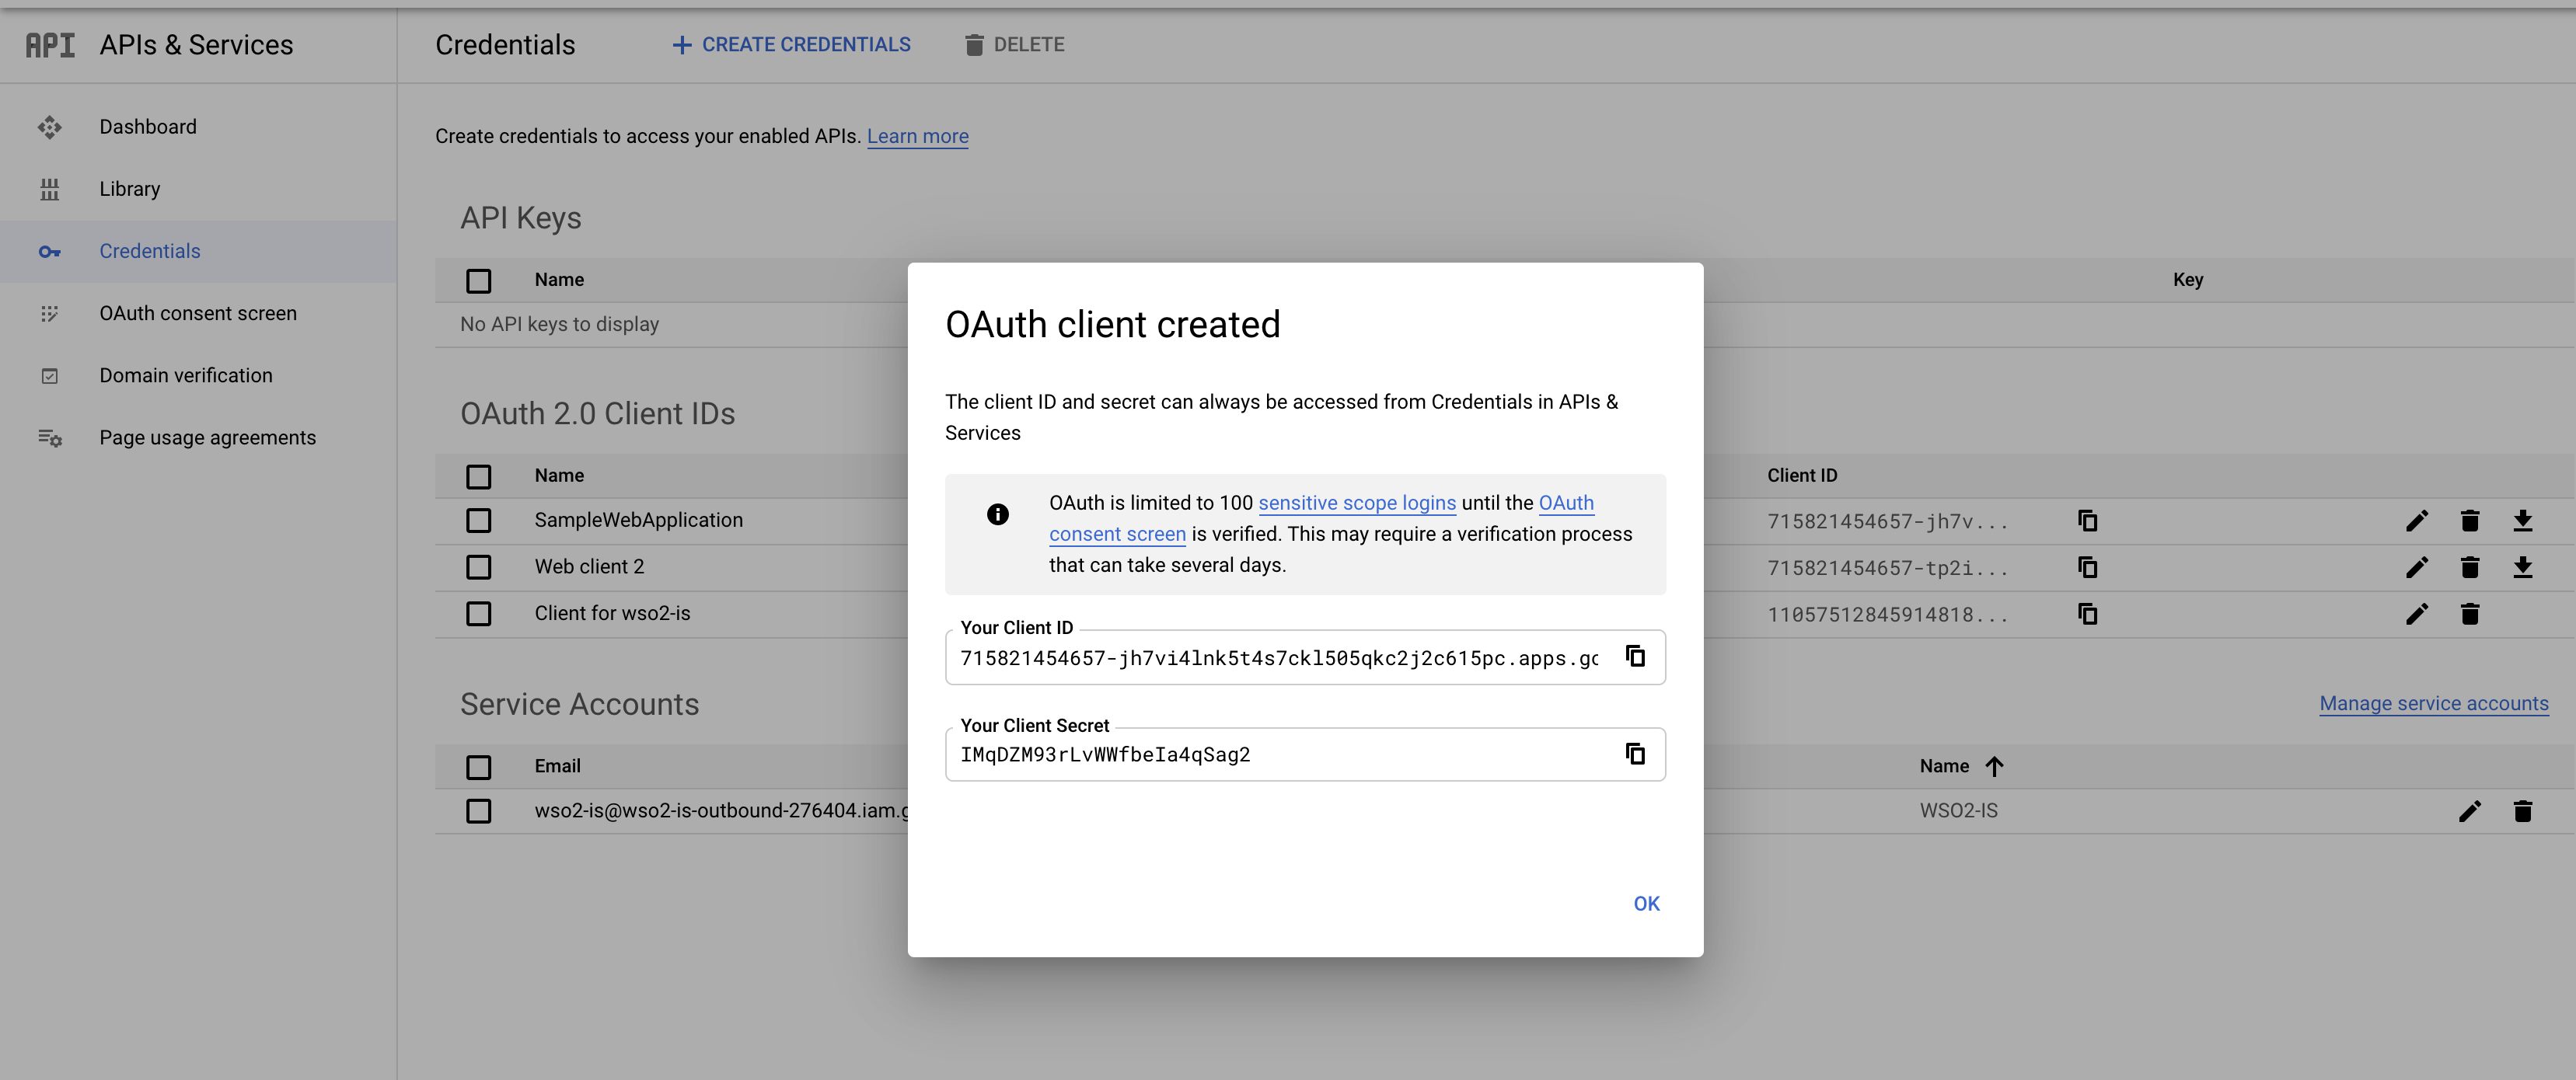 API APIs & Services
Credentials
+ CREATE CREDENTIALS
DELETE
Dashboard
Library
Credentials
OAuth consent screen
Domain verification
Page usage agreements
Create credentials to access your enabled APIs. Learn more
API Keys
Name Key
No API keys to display
OAuth 2.0 Client IDs
Name Client ID
SampleWebApplication 715821454657-jh7v...
Web client 2 715821454657-tp2i...
Client for wso2-is 11057512845914818...
Service Accounts Manage service accounts
Email Name
wso2-is@wso2-is-outbound-276404.iam.g WSO2-IS
OAuth client created
The client ID and secret can always be accessed from Credentials in APIs &
Services
OAuth is limited to 100 sensitive scope logins until the OAuth
consent screen is verified. This may require a verification process
that can take several days.
Your Client ID
715821454657-jh7vi4lnk5t4s7ckl505qkc2j2c615pc.apps.go
Your Client Secret
IMqDZM93rLvWWfbeIa4qSag2
OK